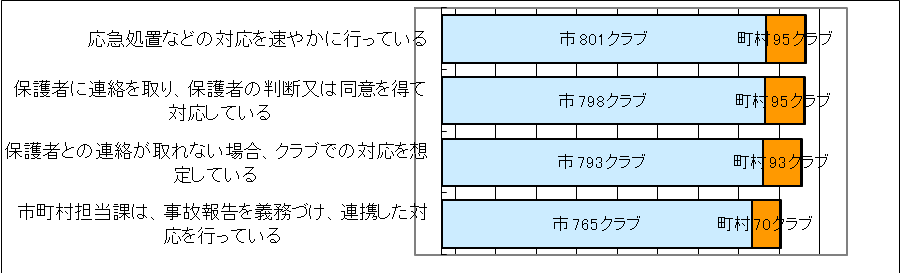 応急処置などの対応を速やかに行っている
市801クラブ
町村95クラブ
保護者に連絡を取り、保護者の判断又は同意を得て
対応している
市798クラブ
町村95クラブ
保護者との連絡が取れない場合、クラブでの対応を想
定している
市793クラブ
町村93クラブ
市町村担当課は、事故報告を義務づけ、連携した対
応を行っている
市765クラブ
町村70クラブ